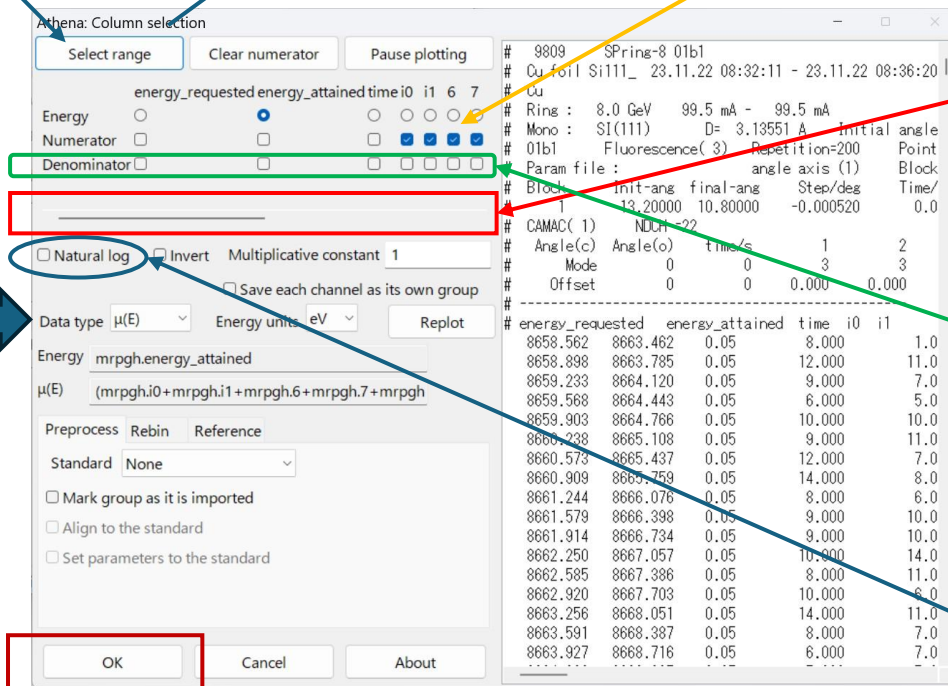 Athena: Column selection
Select range Clear numerator Pause plotting
energy_requested energy_attained time i0 i1 6 7
Energy
Numerator
Denominator
Natural log Invert Multiplicative constant 1
Save each channel as its own group
Data type μ(E) Energy units eV Replot
Energy mrpgh.energy_attained
μ(E) (mrpgh.i0+mrpgh.i1+mrpgh.6+mrpgh.7+mrpgh
Preprocess Rebin Reference
Standard None
Mark group as it is imported
Align to the standard
Set parameters to the standard
OK Cancel About
# 9809 SPring-8 01b1
# Cu foil Si111_ 23.11.22 08:32:11 - 23.11.22 08:36:20
# Cu
# Ring : 8.0 GeV 99.5 mA - 99.5 mA
# Mono : SI(111) D= 3.13551 A Initial angle
# 01b1 Fluorescence( 3) Repetition=200 Point
# Param file : angle axis (1) Block
# Block Init-ang final-ang Step/deg Time/
# 1 13.20000 10.80000 -0.000520 0.0
# CAMAC( 1) NDCH =22
# Angle(c) Angle(o) time/s 1 2
# Mode 0 0 3 3
# Offset 0 0 0.000 0.000
# ------------------------------------------------
# energy_requested energy_attained time i0 i1
8658.562 8663.462 0.05 8.000 1.0
8658.898 8663.785 0.05 12.000 11.0
8659.233 8664.120 0.05 9.000 7.0
8659.568 8664.443 0.05 6.000 5.0
8659.903 8664.766 0.05 10.000 10.0
8660.238 8665.108 0.05 9.000 11.0
8660.573 8665.437 0.05 12.000 7.0
8660.909 8665.759 0.05 14.000 8.0
8661.244 8666.076 0.05 8.000 6.0
8661.579 8666.398 0.05 9.000 10.0
8661.914 8666.734 0.05 9.000 10.0
8662.250 8667.057 0.05 10.000 14.0
8662.585 8667.386 0.05 8.000 11.0
8662.920 8667.703 0.05 10.000 6.0
8663.256 8668.051 0.05 14.000 11.0
8663.591 8668.387 0.05 8.000 7.0
8663.927 8668.716 0.05 6.000 7.0